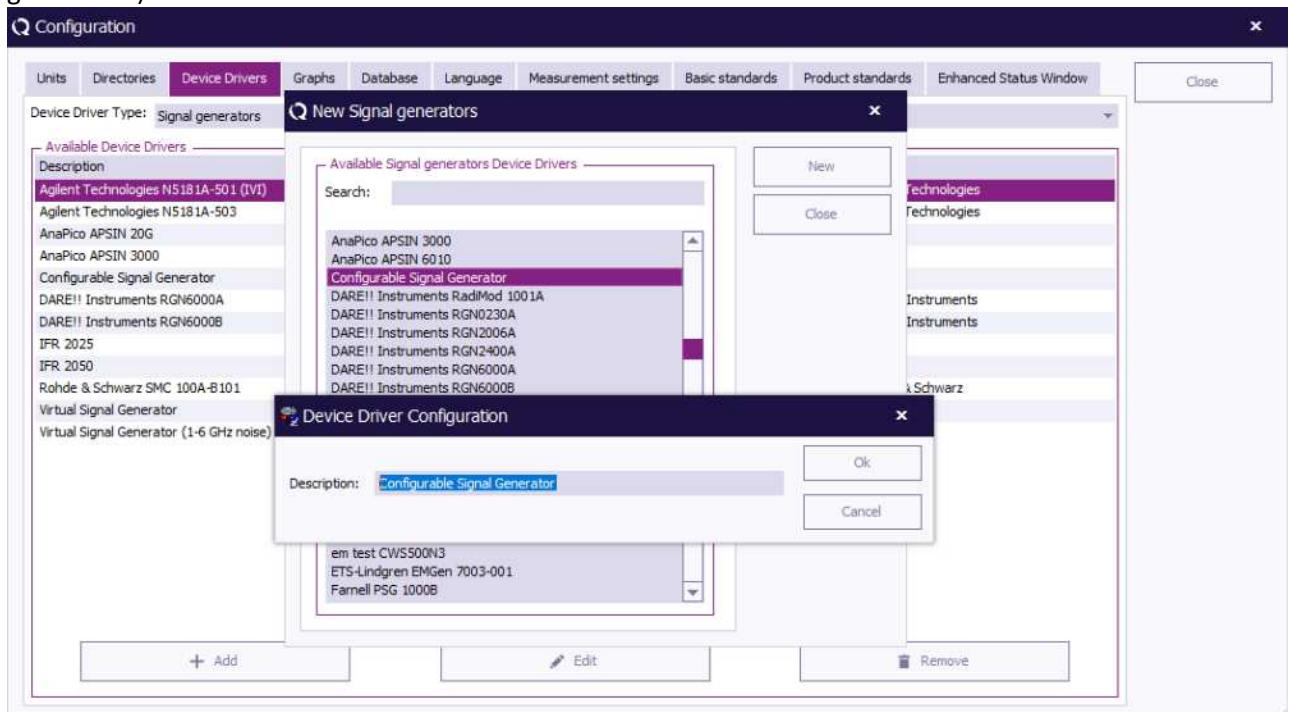 Configuration
Units Directories Device Drivers Graphs Database Language Measurement settings Basic standards Product standards Enhanced Status Window
Close
Device Driver Type: Signal generators
Available Device Drivers
Description
Agilent Technologies N5181A-501 (IVI)
Agilent Technologies N5181A-503
AnaPico APSIN 20G
AnaPico APSIN 3000
Configurable Signal Generator
DARE!! Instruments RGN6000A
DARE!! Instruments RGN6000B
IFR 2025
IFR 2050
Rohde & Schwarz SMC 100A-B101
Virtual Signal Generator
Virtual Signal Generator (1-6 GHz noise)
Technologies
Technologies
Instruments
Instruments
& Schwarz
New Signal generators
Available Signal generators Device Drivers
Search:
New
Close
AnaPico APSIN 3000
AnaPico APSIN 6010
Configurable Signal Generator
DARE!! Instruments RadiMod 1001A
DARE!! Instruments RGN0230A
DARE!! Instruments RGN2006A
DARE!! Instruments RGN2400A
DARE!! Instruments RGN6000A
DARE!! Instruments RGN6000B
Device Driver Configuration
Description: Configurable Signal Generator
Ok
Cancel
em test CWS500N3
ETS-Lindgren EMGen 7003-001
Farnell PSG 1000B
+ Add
Edit
Remove